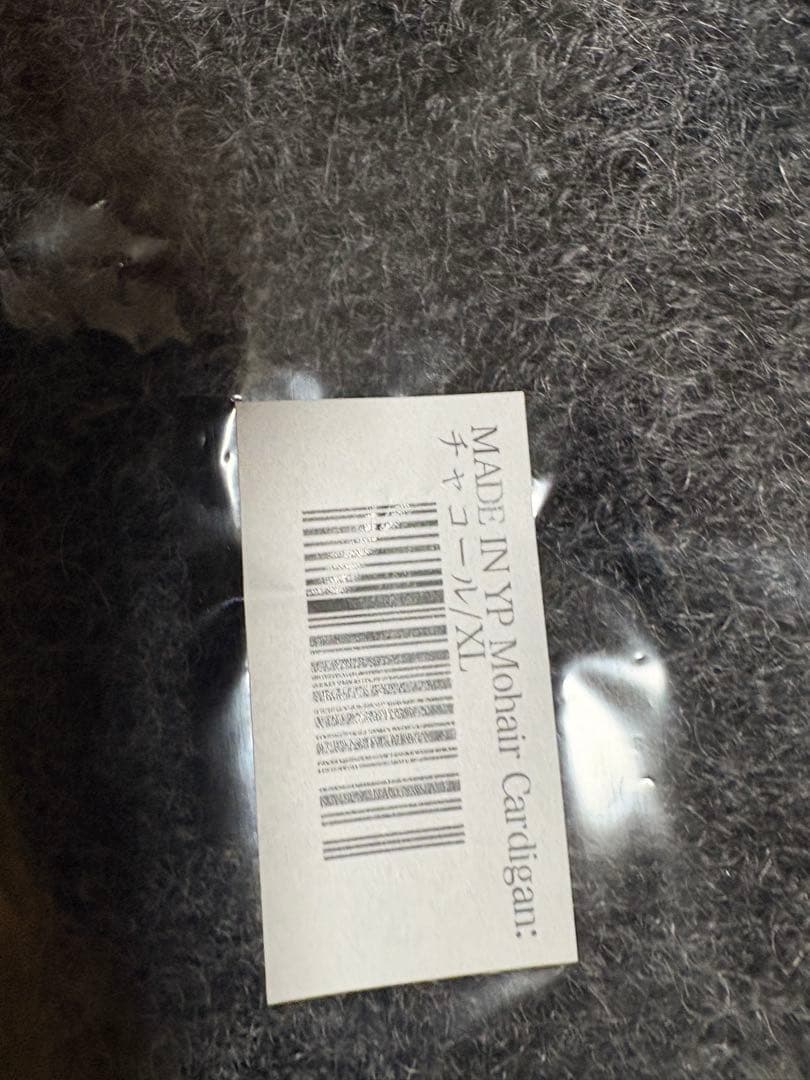 MADE IN YP Mohair Cardigan:
チャコール/XL